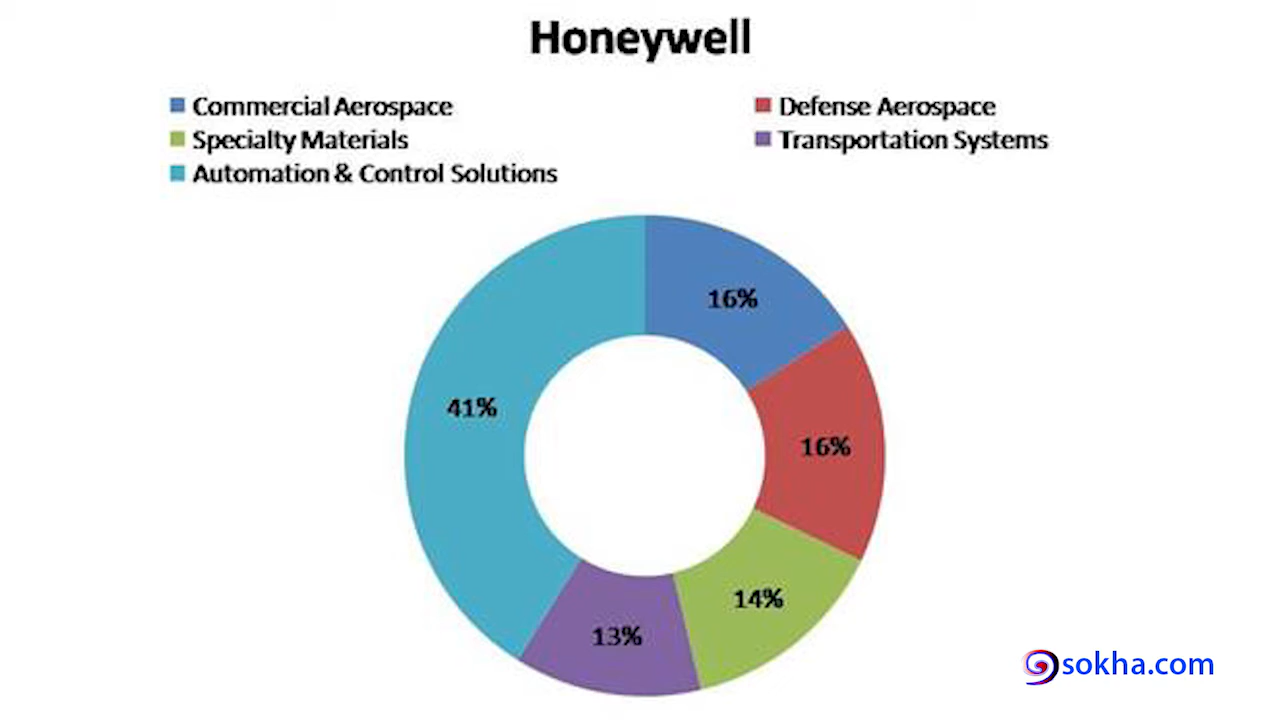 Honeywell
Commercial Aerospace
Defense Aerospace
Specialty Materials
Transportation Systems
Automation & Control Solutions
16%
41%
16%
14%
13%
sokha.com